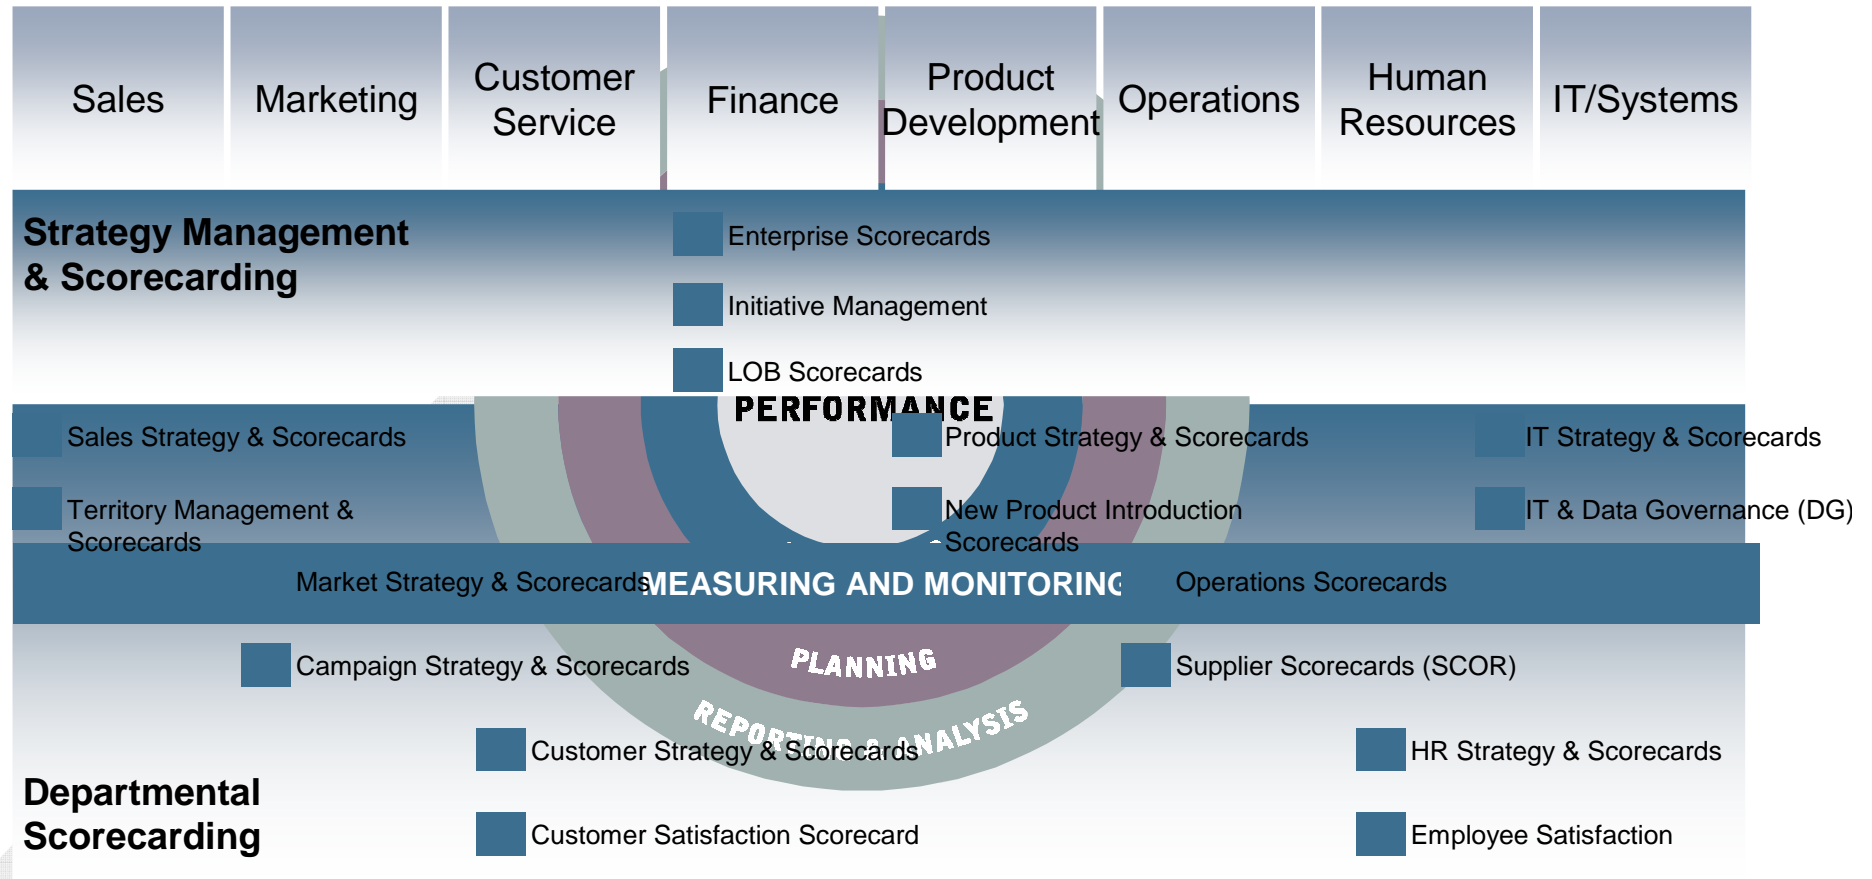 Sales
Marketing
Customer
Service
Finance
Product
Development
Operations
Human
Resources
IT/Systems
Strategy Management
& Scorecarding
Enterprise Scorecards
Initiative Management
LOB Scorecards
PERFORMANCE
Sales Strategy & Scorecards
Product Strategy & Scorecards
IT Strategy & Scorecards
Territory Management &
Scorecards
New Product Introduction
Scorecards
IT & Data Governance (DG)
Market Strategy & Scorecards
MEASURING AND MONITORING
Operations Scorecards
PLANNING
Campaign Strategy & Scorecards
Supplier Scorecards (SCOR)
REPORTING & ANALYSIS
Customer Strategy & Scorecards
HR Strategy & Scorecards
Departmental
Scorecarding
Customer Satisfaction Scorecard
Employee Satisfaction